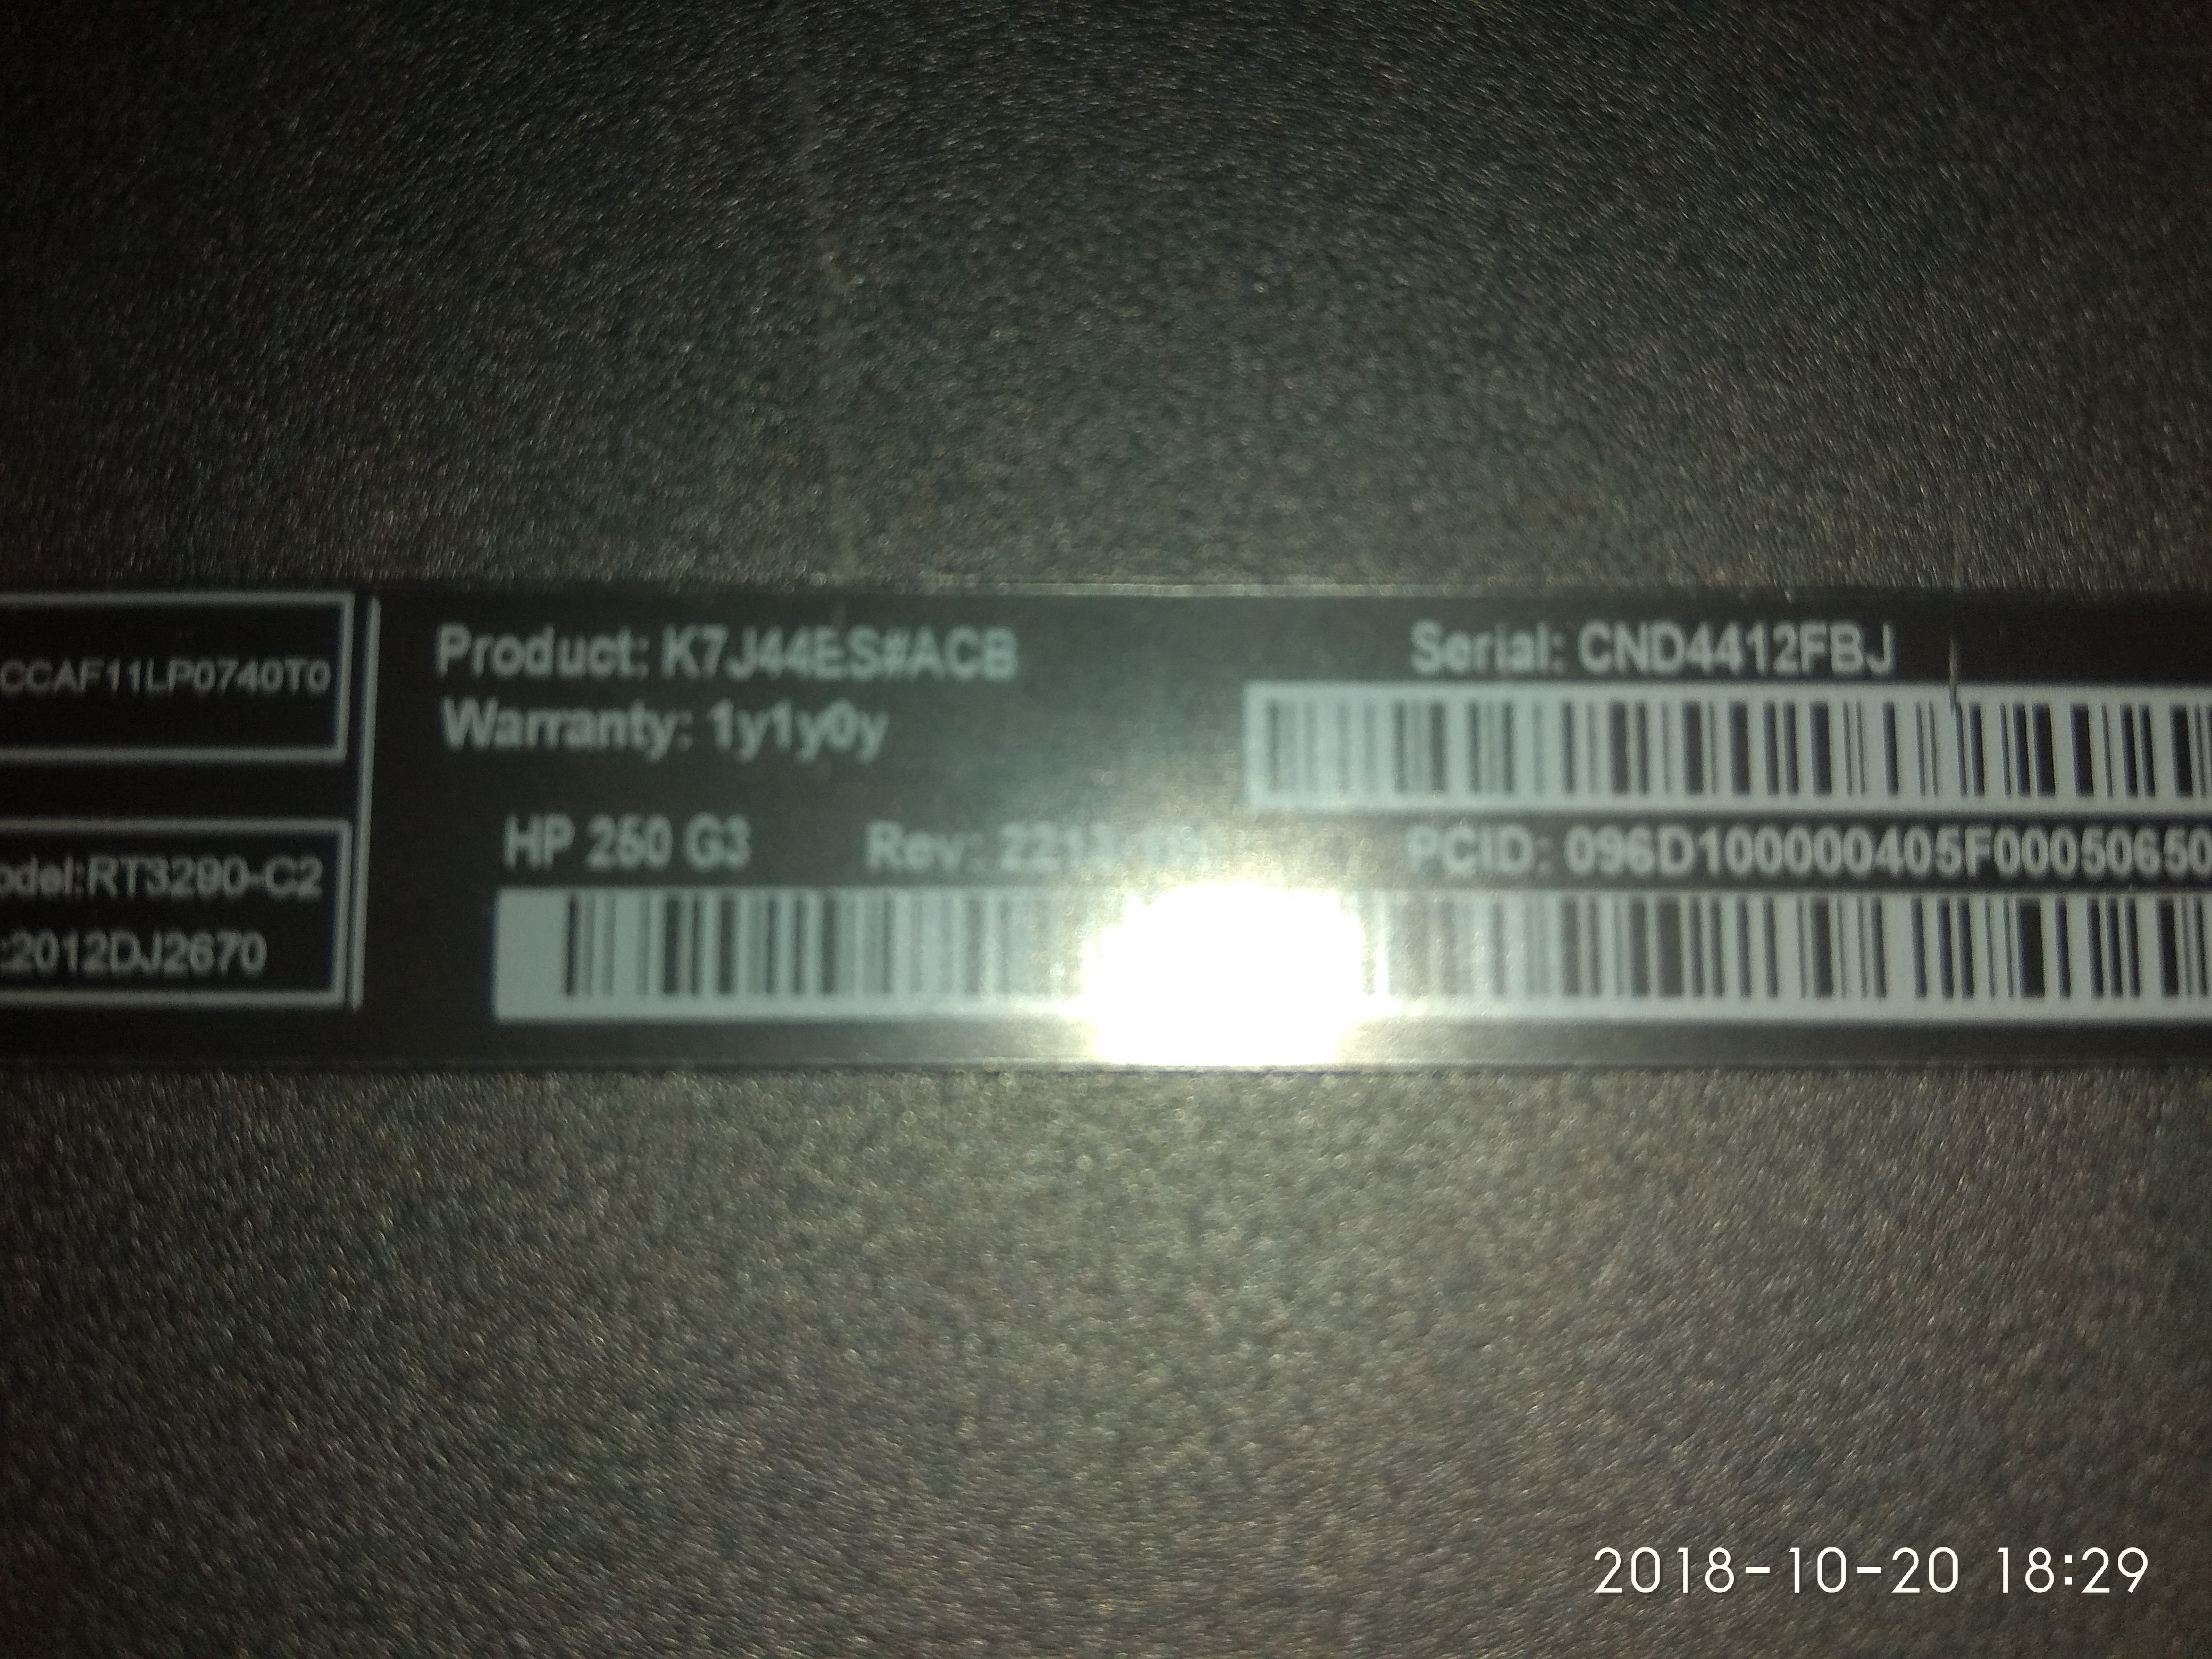 CCAF11LP0740T0
odel:RT3290-C2
:2012DJ2670
Product: K7J44ES#ACB
Warranty: 1y1y0y
HP 250 G3 Rev:
Serial: CND4412FBJ
PCID: 096D100000405F00050650
2018-10-20 18:29